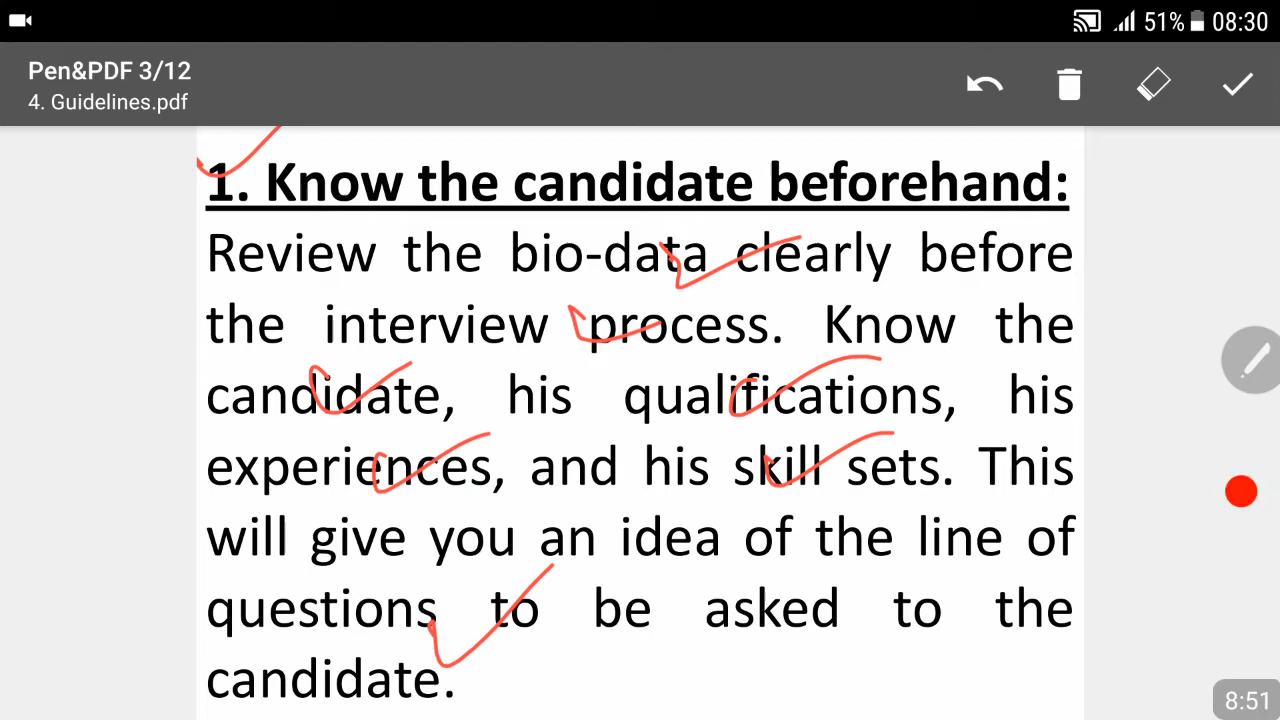 51% 08:30
Pen&PDF 3/12
4. Guidelines.pdf
1. Know the candidate beforehand:
Review the bio-data clearly before
the interview process. Know the
candidate, his qualifications, his
experiences, and his skill sets. This
will give you an idea of the line of
questions to be asked to the
candidate.
8:51